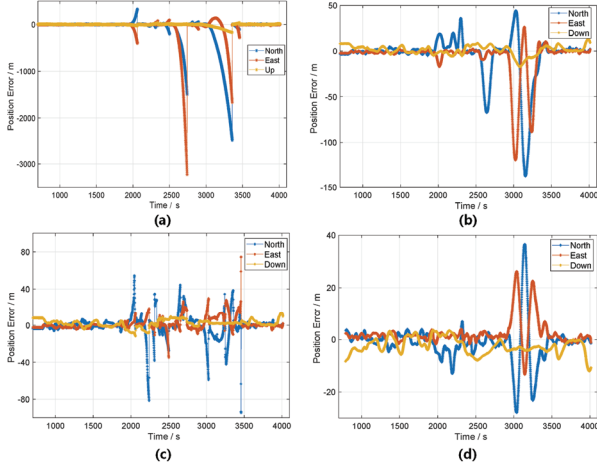 0
-1000
-2000
-3000
Position Error / m
North
East
Up
1000 1500 2000 2500 3000 3500 4000
Time / s
(a)
50
0
-50
-100
-150
Position Error / m
North
East
Down
1000 1500 2000 2500 3000 3500 4000
Time / s
(b)
80
40
0
-40
-80
Position Error / m
North
East
Down
1000 1500 2000 2500 3000 3500 4000
Time / s
(c)
40
20
0
-20
Position Error / m
North
East
Down
1000 1500 2000 2500 3000 3500 4000
Time / s
(d)